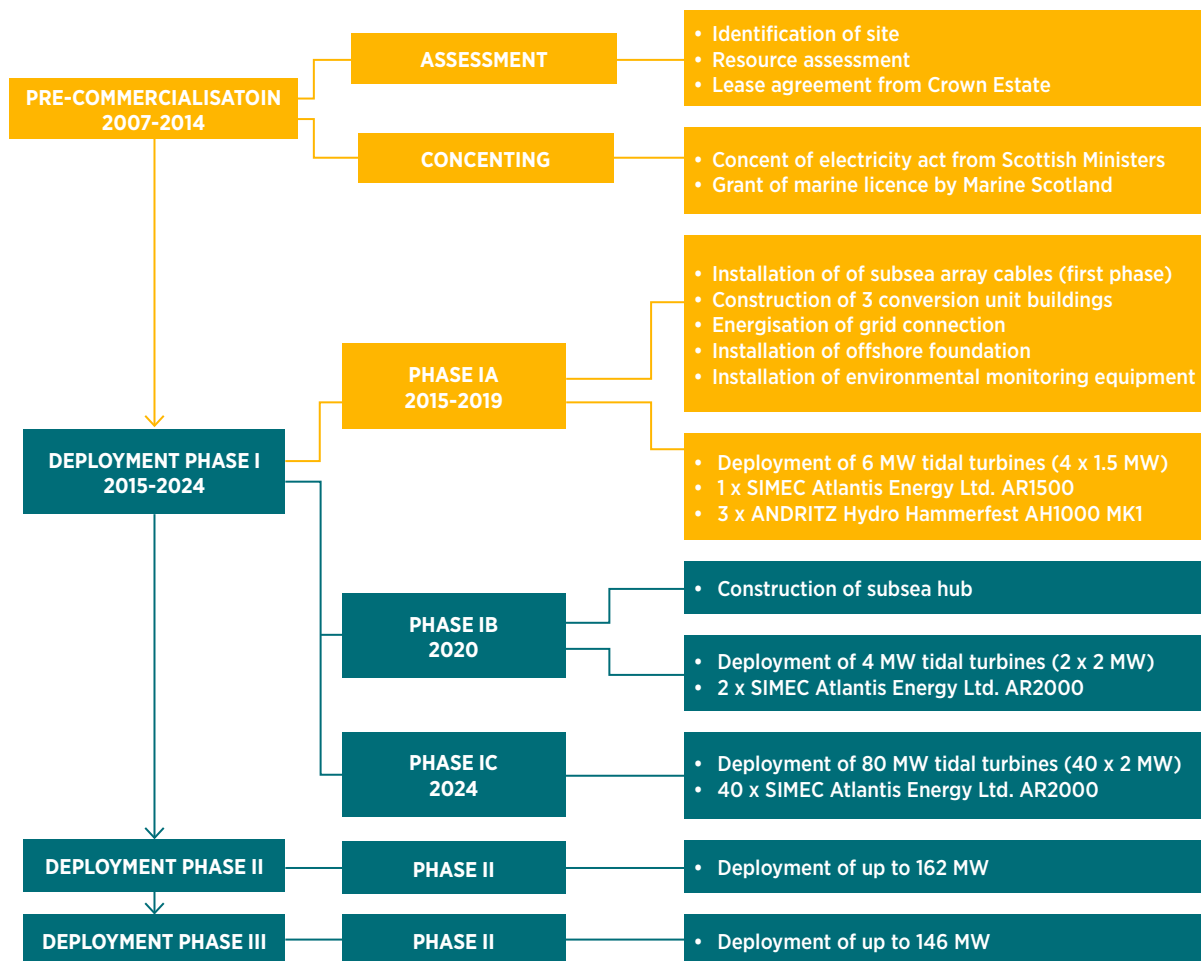 PRE-COMMERCIALISATOIN
2007-2014
ASSESSMENT
• Identification of site
• Resource assessment
• Lease agreement from Crown Estate
CONCENTING
• Concent of electricity act from Scottish Ministers
• Grant of marine licence by Marine Scotland
DEPLOYMENT PHASE I
2015-2024
PHASE IA
2015-2019
• Installation of of subsea array cables (first phase)
• Construction of 3 conversion unit buildings
• Energisation of grid connection
• Installation of offshore foundation
• Installation of environmental monitoring equipment
• Deployment of 6 MW tidal turbines (4 x 1.5 MW)
• 1 x SIMEC Atlantis Energy Ltd. AR1500
• 3 x ANDRITZ Hydro Hammerfest AH1000 MK1
PHASE IB
2020
• Construction of subsea hub
• Deployment of 4 MW tidal turbines (2 x 2 MW)
• 2 x SIMEC Atlantis Energy Ltd. AR2000
PHASE IC
2024
• Deployment of 80 MW tidal turbines (40 x 2 MW)
• 40 x SIMEC Atlantis Energy Ltd. AR2000
DEPLOYMENT PHASE II
PHASE II
• Deployment of up to 162 MW
DEPLOYMENT PHASE III
PHASE II
• Deployment of up to 146 MW